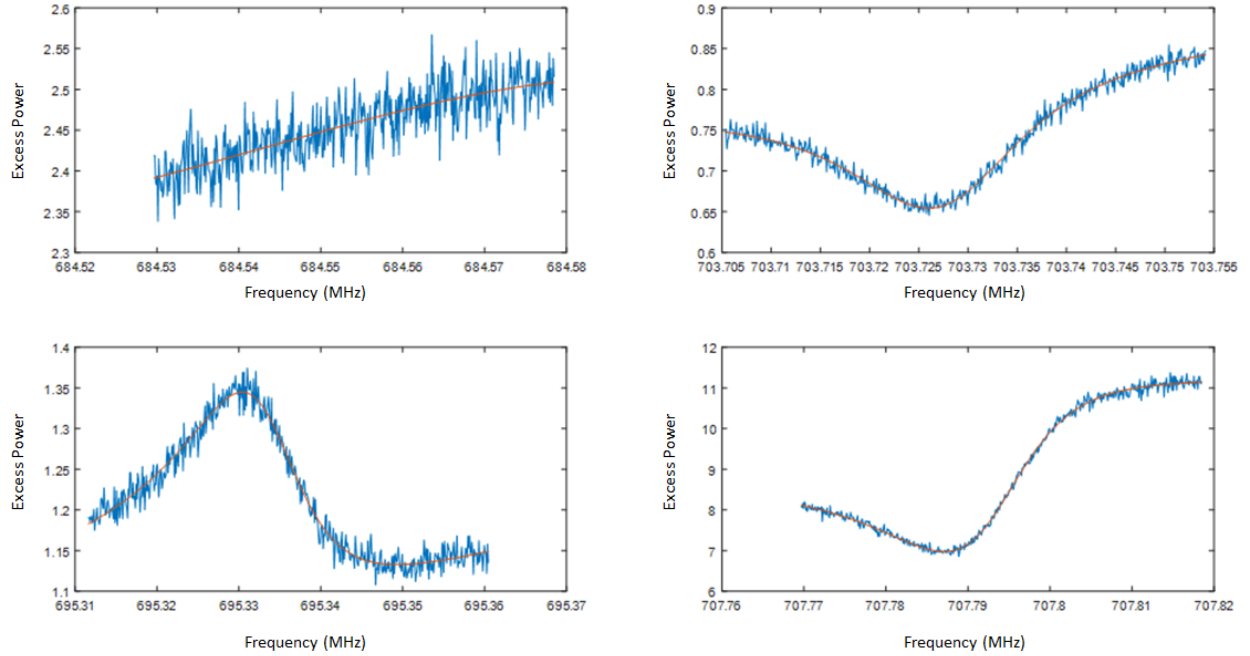 2.6
2.55
2.5
2.45
2.4
2.35
2.3
Excess Power
684.52 684.53 684.54 684.55 684.56 684.57 684.58
Frequency (MHz)
0.9
0.85
0.8
0.75
0.7
0.65
0.6
Excess Power
703.705 703.71 703.715 703.72 703.725 703.73 703.735 703.74 703.745 703.75 703.755
Frequency (MHz)
1.4
1.35
1.3
1.25
1.2
1.15
1.1
Excess Power
695.31 695.32 695.33 695.34 695.35 695.36 695.37
Frequency (MHz)
12
11
10
9
8
7
6
Excess Power
707.76 707.77 707.78 707.79 707.8 707.81 707.82
Frequency (MHz)